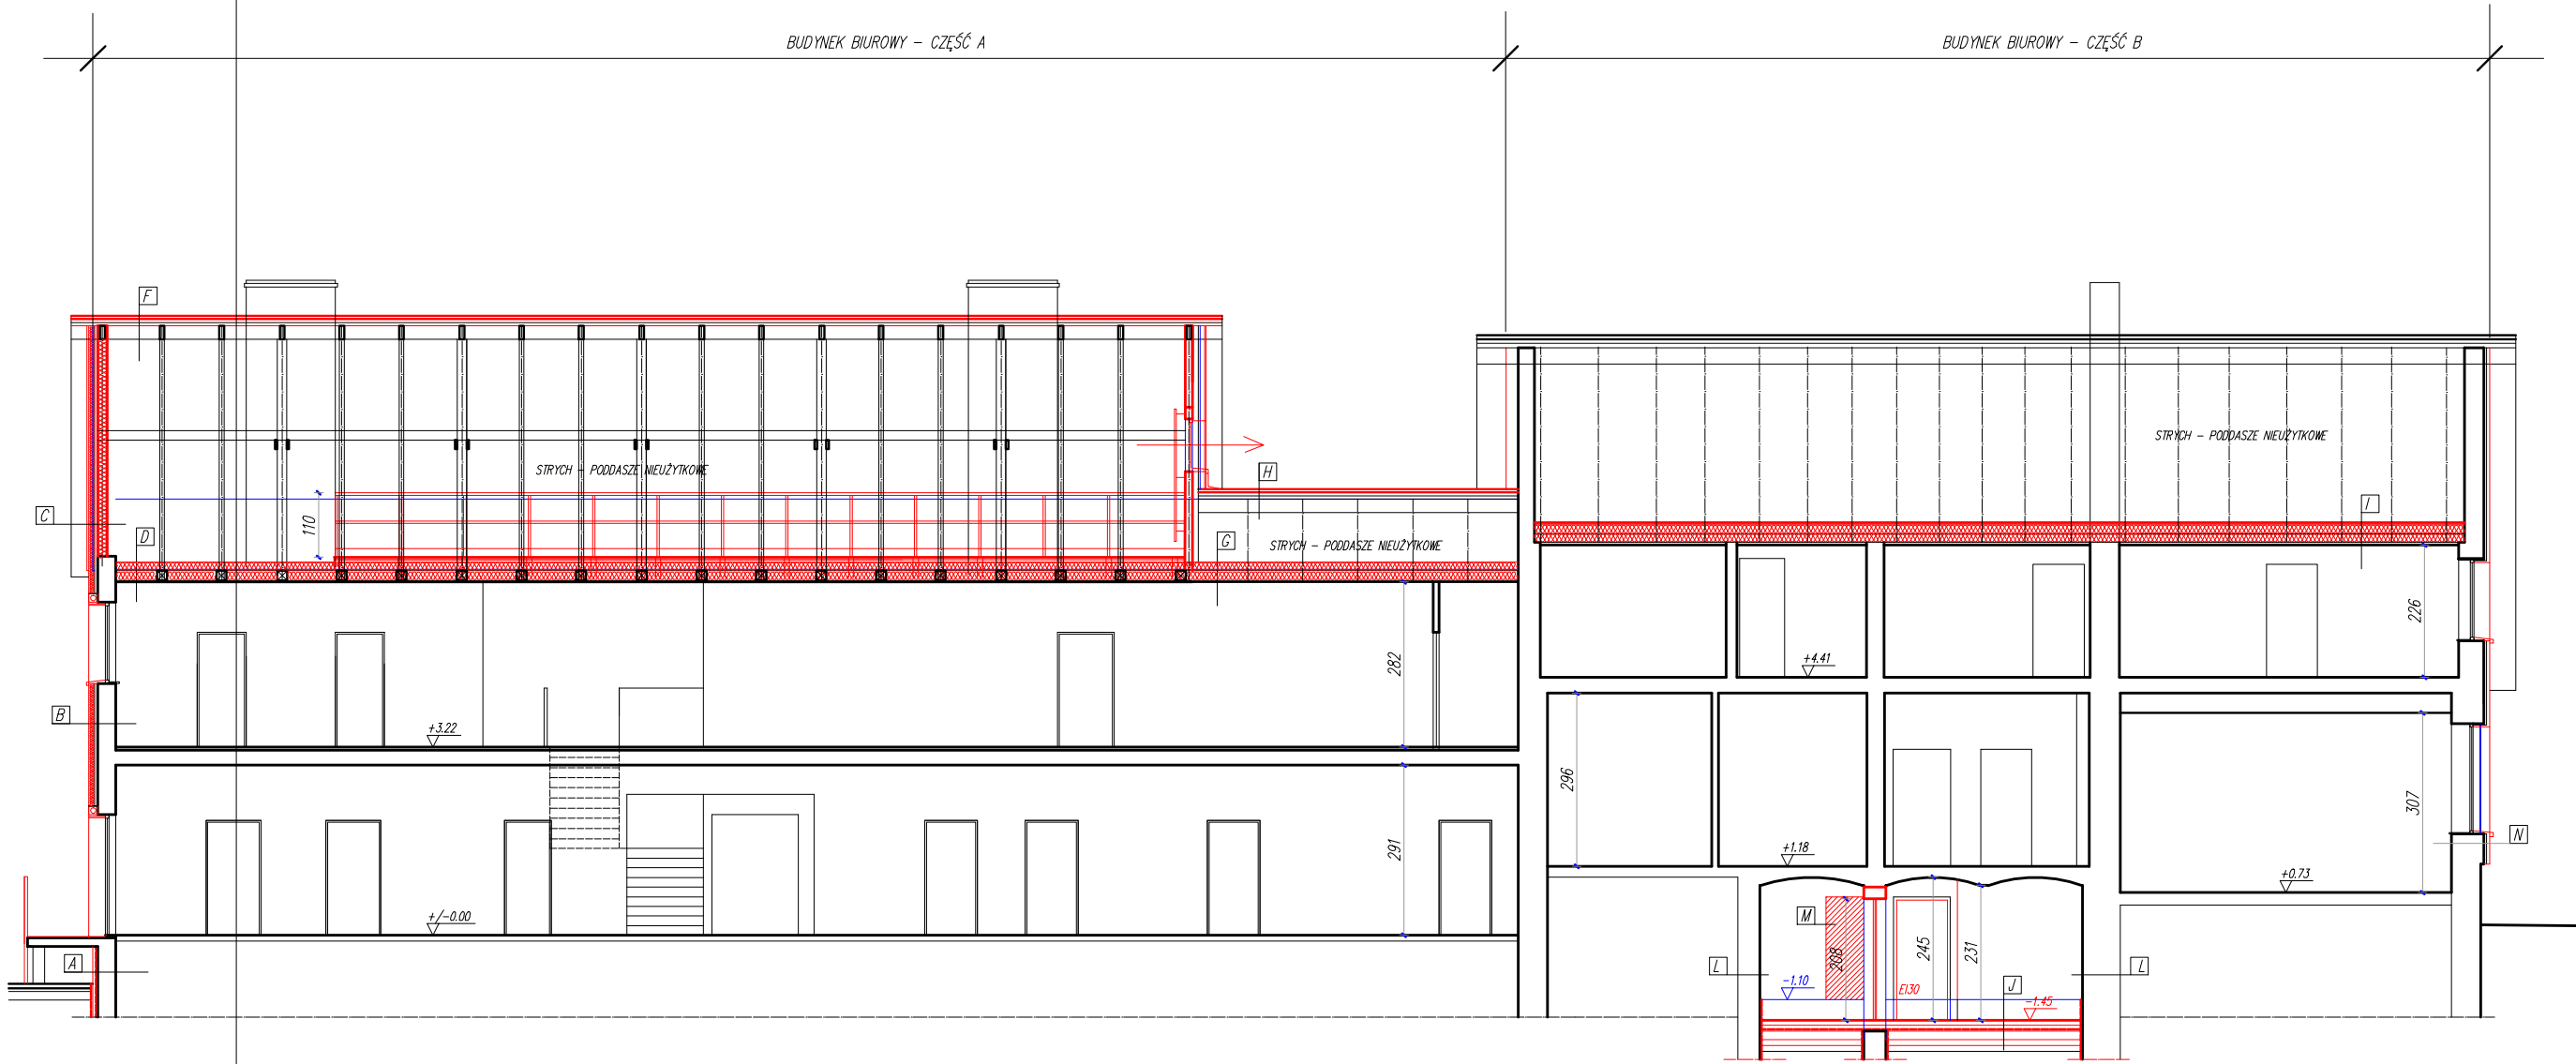 BUDYNEK BIUROWY - CZĘŚĆ A
BUDYNEK BIUROWY - CZĘŚĆ B
F
STRYCH - PODDASZE NIEUŻYTKOWE
STRYCH - PODDASZE NIEUŻYTKOWE
H
C
110
D
G
STRYCH - PODDASZE NIEUŻYTKOWE
I
226
282
+4.41
B
+3.22
296
307
291
+1.18
N
+0.73
+/-0.00
M
A
208
245
231
L
L
-1.10
EI30
J
-1.45